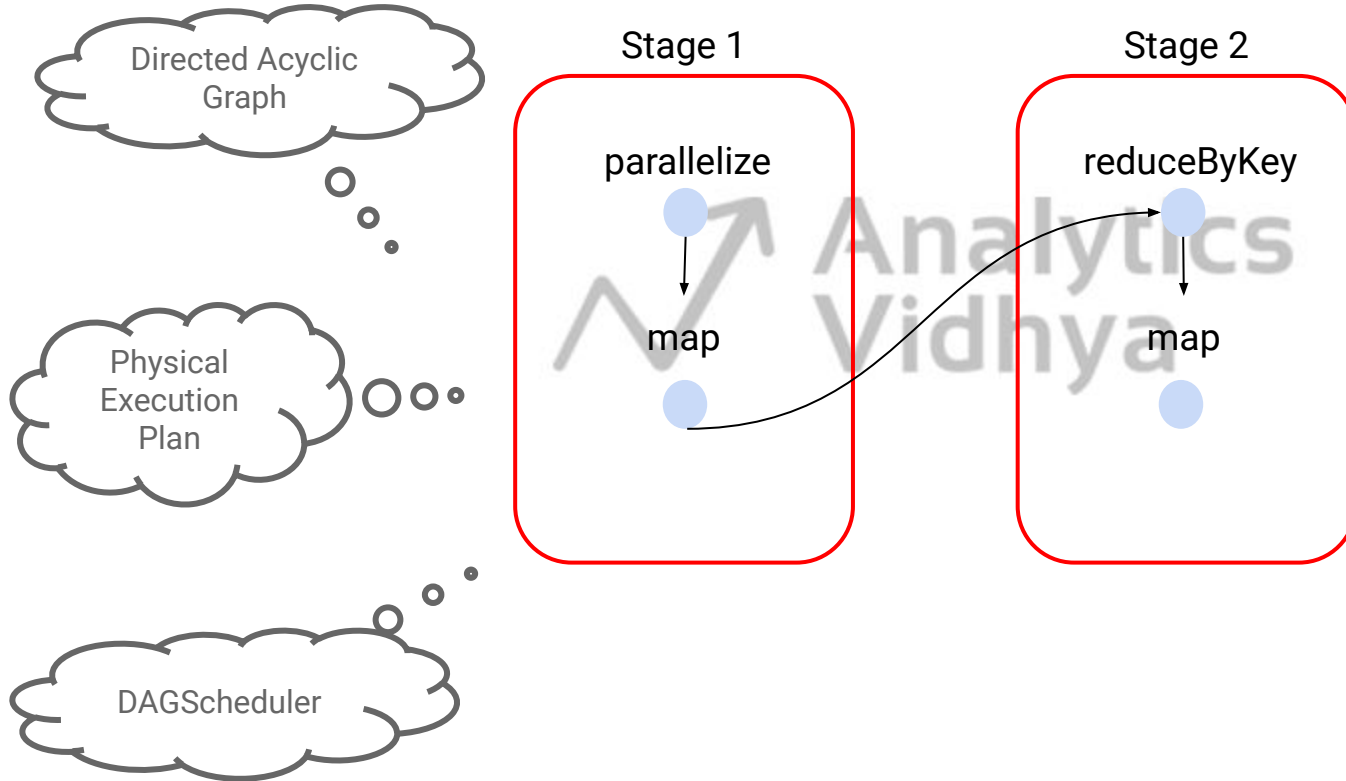 Directed Acyclic
Graph
Physical
Execution
Plan
DAGScheduler
Stage 1
parallelize
map
Stage 2
reduceByKey
map
Analytics
Vidhya